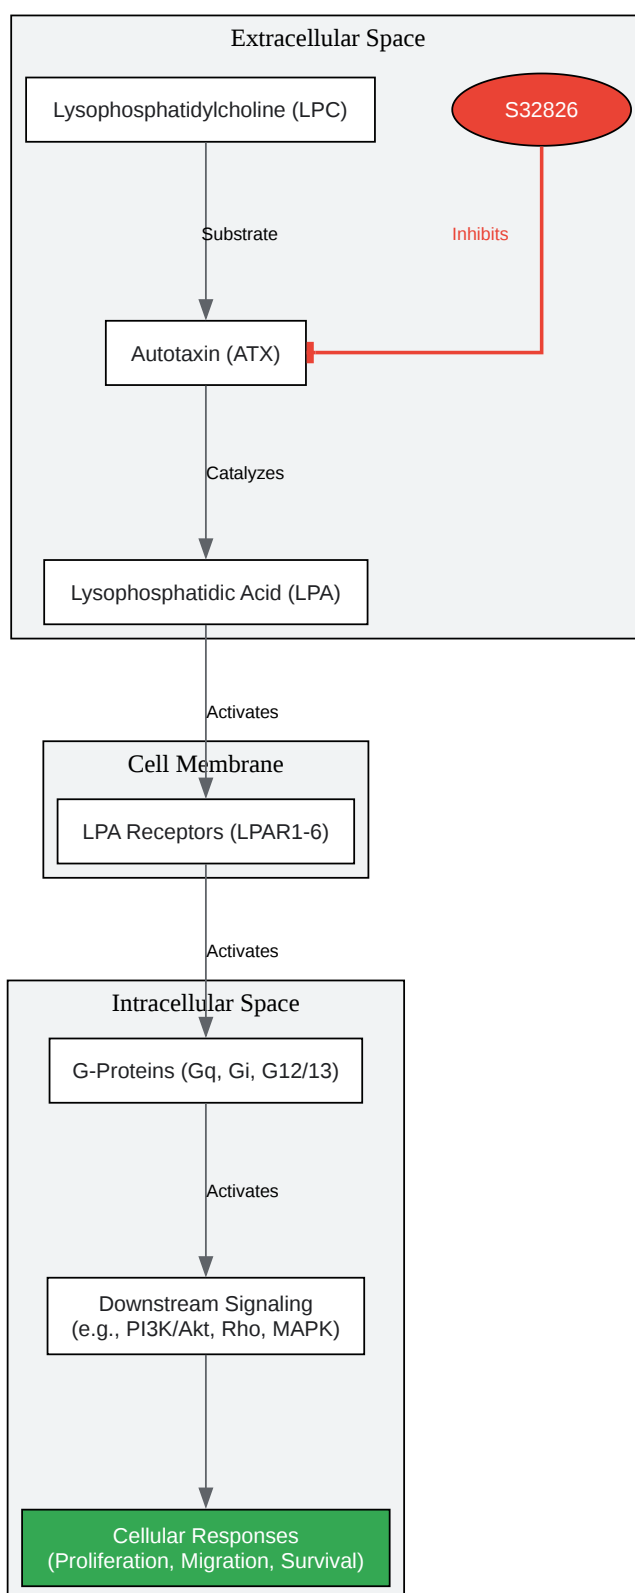 Extracellular Space
Lysophosphatidylcholine (LPC)
S32826
Substrate
Inhibits
Autotaxin (ATX)
Catalyzes
Lysophosphatidic Acid (LPA)
Activates
Cell Membrane
LPA Receptors (LPAR1-6)
Activates
Intracellular Space
G-Proteins (Gq, Gi, G12/13)
Activates
Downstream Signaling
(e.g., PI3K/Akt, Rho, MAPK)
Cellular Responses
(Proliferation, Migration, Survival)